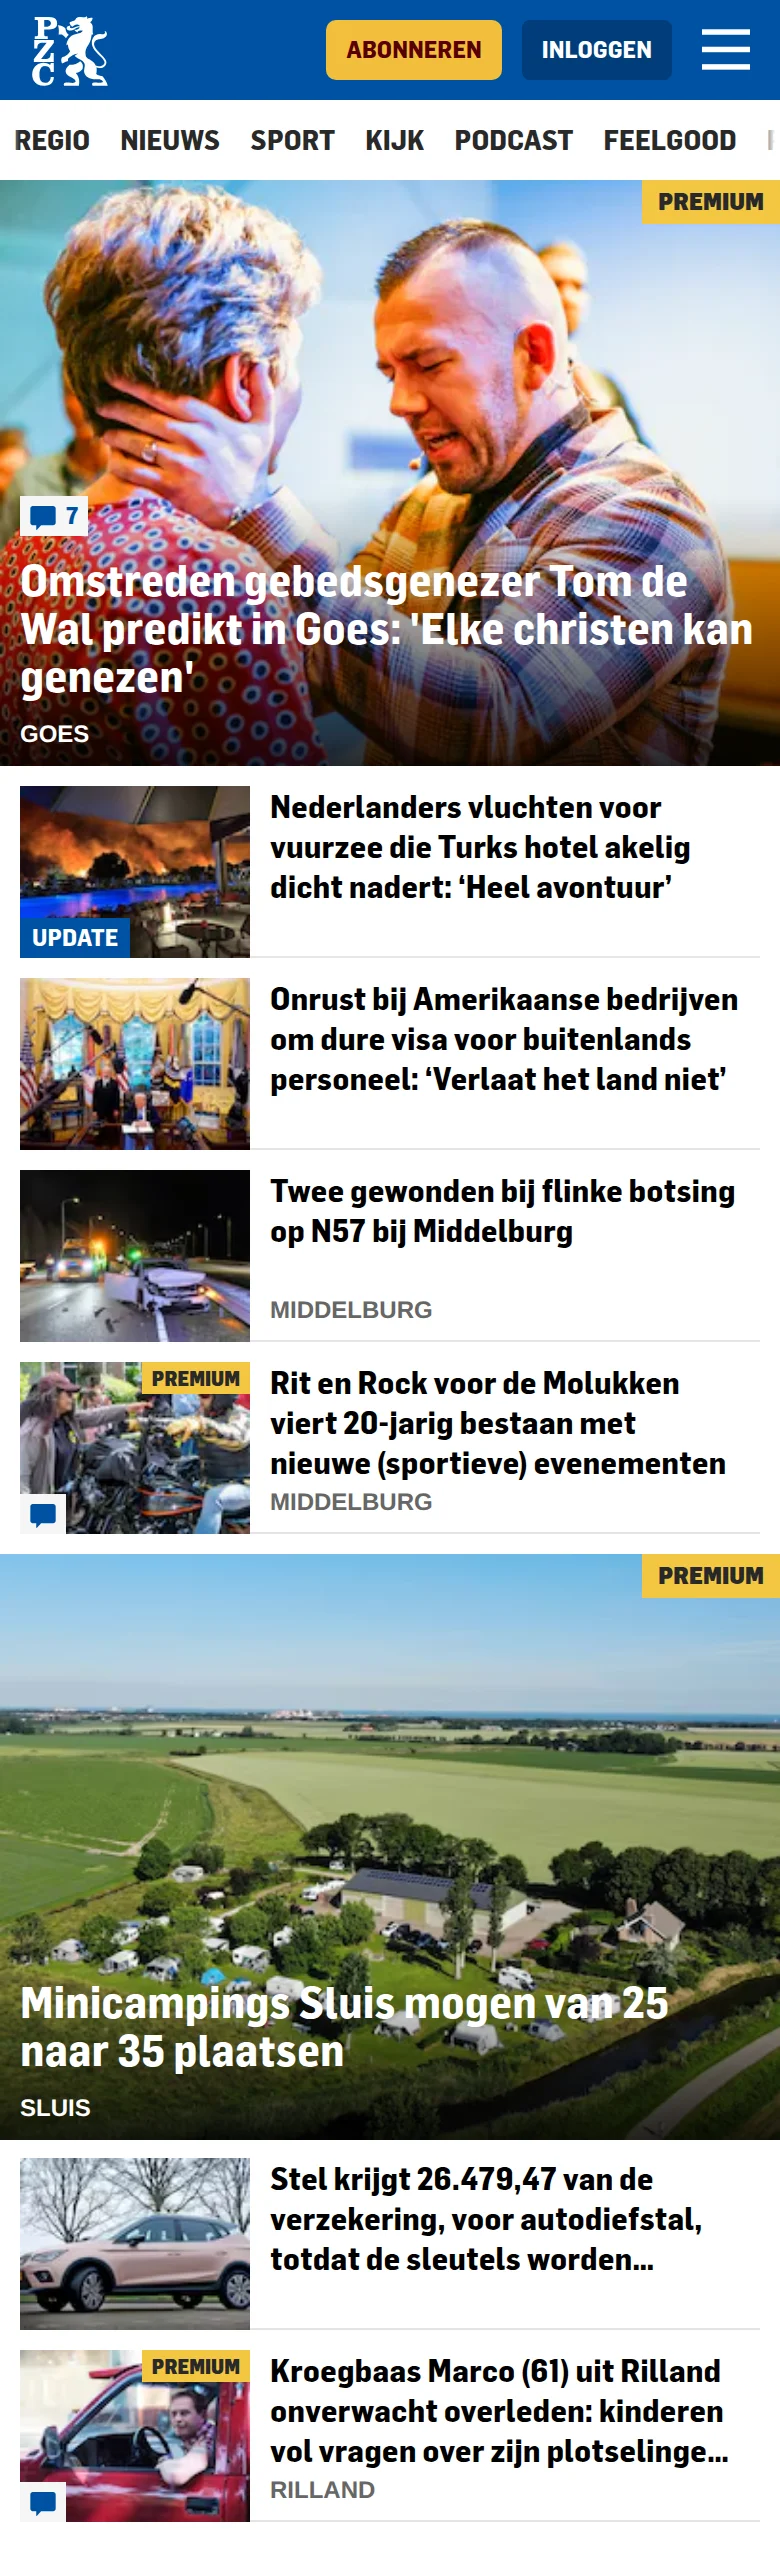 PZC
ABONNEREN
INLOGGEN
REGIO NIEUWS SPORT KIJK PODCAST FEELGOOD
PREMIUM
7
Omstreden gebedsgenezer Tom de
Wal predikt in Goes: 'Elke christen kan
genezen'
GOES
Nederlanders vluchten voor
vuurzee die Turks hotel akelig
dicht nadert: ‘Heel avontuur’
UPDATE
Onrust bij Amerikaanse bedrijven
om dure visa voor buitenlands
personeel: ‘Verlaat het land niet’
Twee gewonden bij flinke botsing
op N57 bij Middelburg
MIDDELBURG
PREMIUM
Rit en Rock voor de Molukken
viert 20-jarig bestaan met
nieuwe (sportieve) evenementen
MIDDELBURG
PREMIUM
Minicampings Sluis mogen van 25
naar 35 plaatsen
SLUIS
Stel krijgt 26.479,47 van de
verzekering, voor autodiefstal,
totdat de sleutels worden...
PREMIUM
Kroegbaas Marco (61) uit Rilland
onverwacht overleden: kinderen
vol vragen over zijn plotselinge...
RILLAND